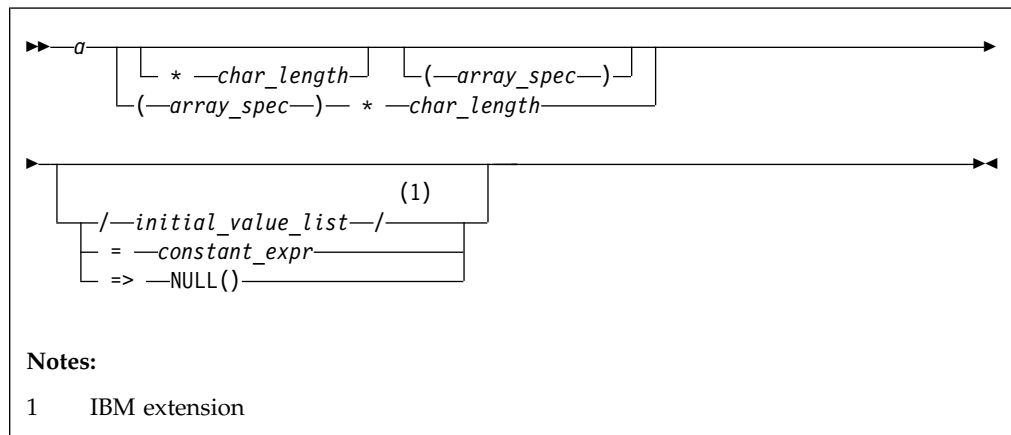 a
* char_length (array_spec)
(array_spec) * char_length
(1)
/initial_value_list/
= constant_expr
=> NULL()
Notes:
1 IBM extension